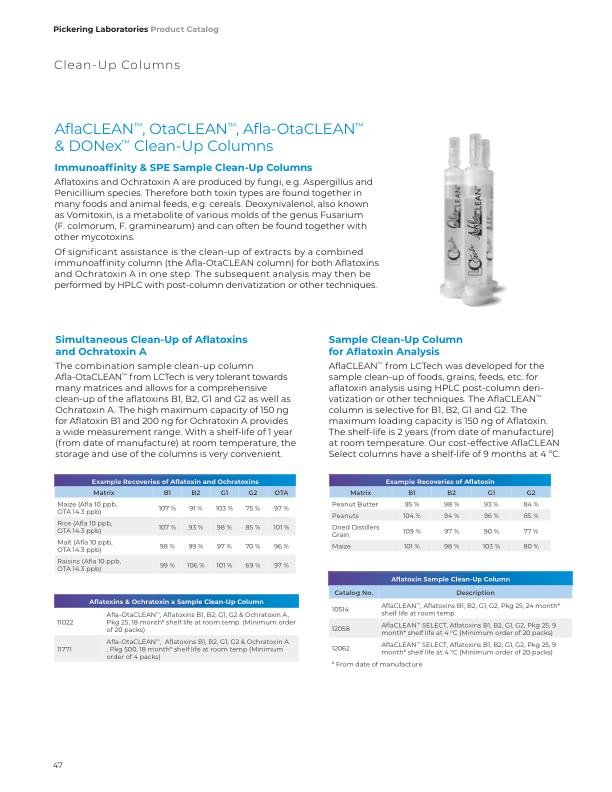 Pickering Laboratories Product Catalog
Clean-Up Columns
AflaCLEAN™, OtaCLEAN™, Afla-OtaCLEAN™
& DONex™ Clean-Up Columns
Immunoaffinity & SPE Sample Clean-Up Columns
Aflatoxins and Ochratoxin A are produced by fungi, e.g. Aspergillus and
Penicillium species. Therefore both toxin types are found together in
many foods and animal feeds, e.g. cereals. Deoxynivalenol, also known
as Vomitoxin, is a metabolite of various molds of the genus Fusarium
(F. colmorum, F. graminearum) and can often be found together with
other mycotoxins.
Of significant assistance is the clean-up of extracts by a combined
immunoaffinity column (the Afla-OtaCLEAN column) for both Aflatoxins
and Ochratoxin A in one step. The subsequent analysis may then be
performed by HPLC with post-column derivatization or other techniques.
Simultaneous Clean-Up of Aflatoxins
and Ochratoxin A
The combination sample clean-up column
Afla-OtaCLEAN™ from LCTech is very tolerant towards
many matrices and allows for a comprehensive
clean-up of the aflatoxins B1, B2, G1 and G2 as well as
Ochratoxin A. The high maximum capacity of 150 ng
for Aflatoxin B1 and 200 ng for Ochratoxin A provides
a wide measurement range. With a shelf-life of 1 year
(from date of manufacture) at room temperature, the
storage and use of the columns is very convenient.
Example Recoveries of Aflatoxin and Ochratoxins
Matrix B1 B2 G1 G2 OTA
Maize (Afla 10 ppb,
OTA 14.3 ppb) 107 % 91 % 103 % 75 % 97 %
Rice (Afla 10 ppb,
OTA 14.3 ppb) 107 % 93 % 98 % 85 % 101 %
Malt (Afla 10 ppb,
OTA 14.3 ppb) 98 % 99 % 97 % 70 % 96 %
Raisins (Afla 10 ppb,
OTA 14.3 ppb) 99 % 106 % 101 % 69 % 97 %
Aflatoxins & Ochratoxin a Sample Clean-Up Column
11022 Afla-OtaCLEAN™, Aflatoxins B1, B2, G1, G2 & Ochratoxin A,
Pkg 25, 18 month* shelf life at room temp. (Minimum order
of 20 packs)
11771 Afla-OtaCLEAN™, Aflatoxins B1, B2, G1, G2 & Ochratoxin A
, Pkg 500, 18 month* shelf life at room temp (Minimum
order of 4 packs)
Sample Clean-Up Column
for Aflatoxin Analysis
AflaCLEAN™ from LCTech was developed for the
sample clean-up of foods, grains, feeds, etc. for
aflatoxin analysis using HPLC post-column deri-
vatization or other techniques. The AflaCLEAN™
column is selective for B1, B2, G1 and G2. The
maximum loading capacity is 150 ng of Aflatoxin.
The shelf-life is 2 years (from date of manufacture)
at room temperature. Our cost-effective AflaCLEAN
Select columns have a shelf-life of 9 months at 4 °C.
Example Recoveries of Aflatoxin
Matrix B1 B2 G1 G2
Peanut Butter 95 % 98 % 93 % 84 %
Peanuts 104 % 94 % 96 % 85 %
Dried Distillers
Grain 109 % 97 % 90 % 77 %
Maize 101 % 98 % 103 % 80 %
Aflatoxin Sample Clean-Up Column
Catalog No. Description
10514 AflaCLEAN™, Aflatoxins B1, B2, G1, G2, Pkg 25, 24 month*
shelf life at room temp.
12058 AflaCLEAN™ SELECT, Aflatoxins B1, B2, G1, G2, Pkg 25, 9
month* shelf life at 4 °C (Minimum order of 20 packs)
12062 AflaCLEAN™ SELECT, Aflatoxins B1, B2, G1, G2, Pkg 25, 9
month* shelf life at 4 °C (Minimum order of 20 packs)
* From date of manufacture
47